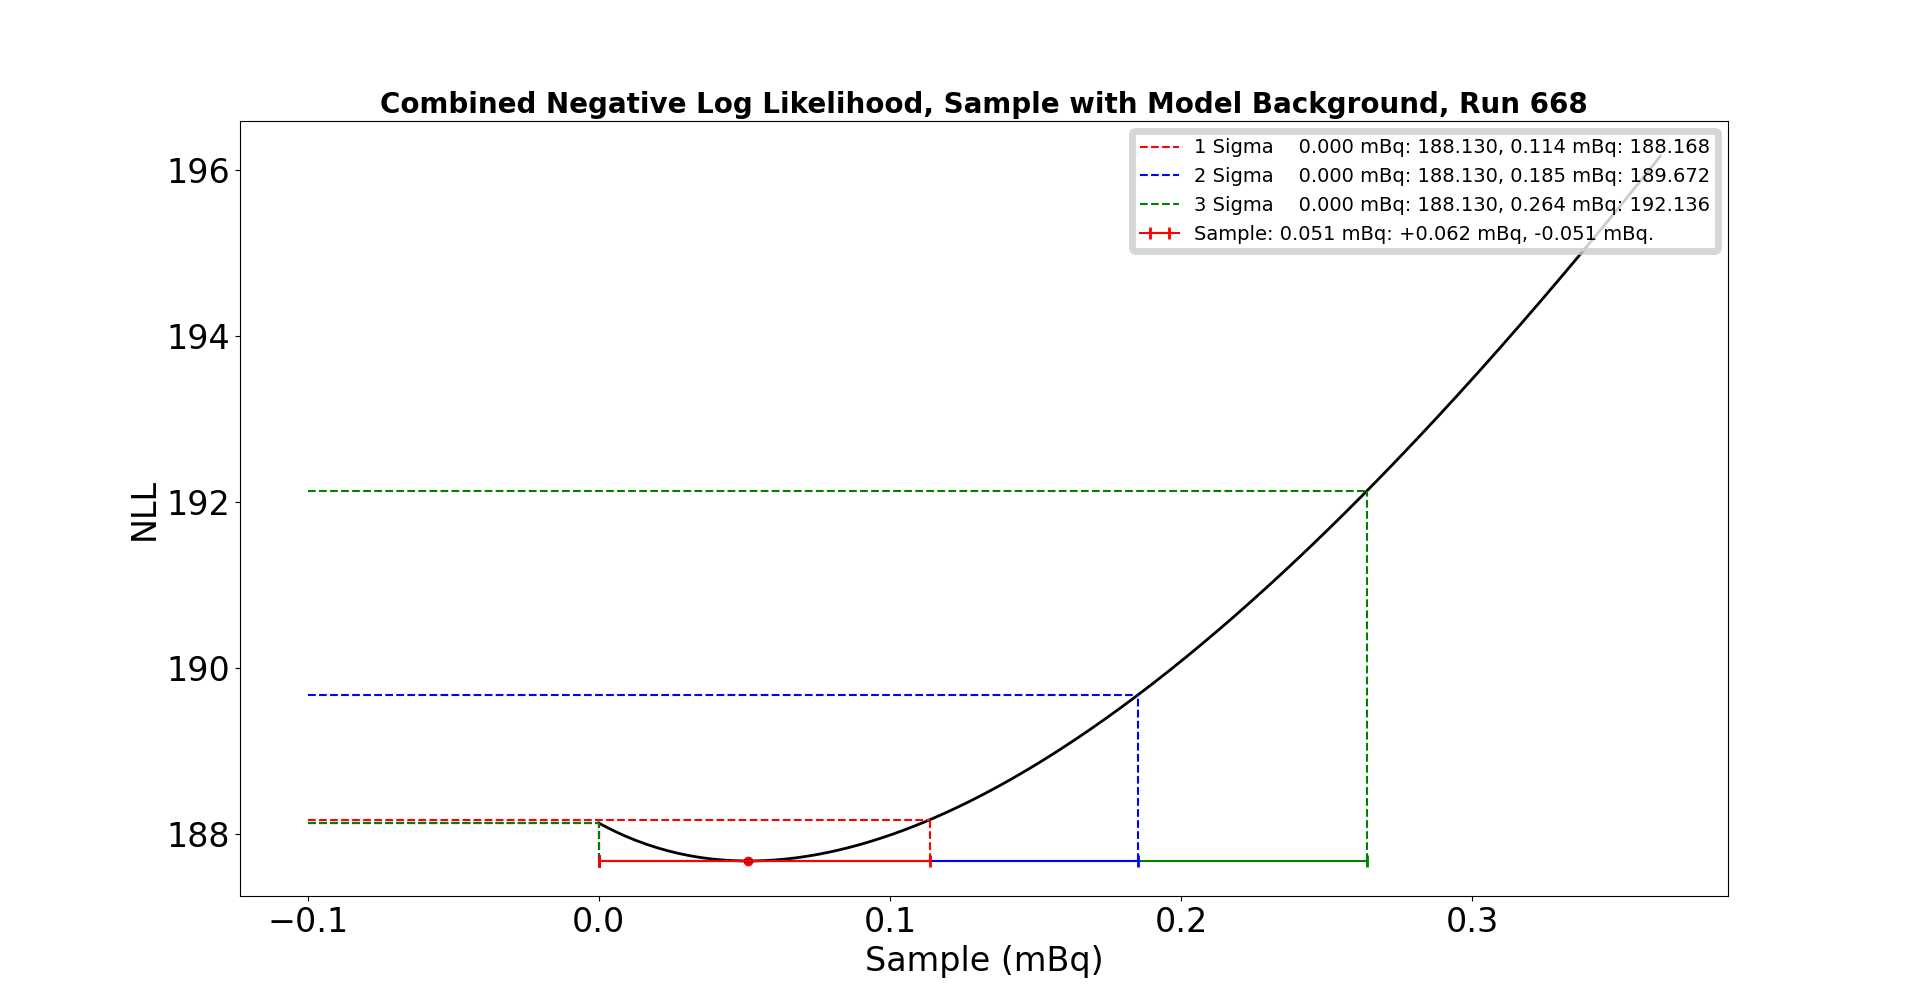 Combined Negative Log Likelihood, Sample with Model Background, Run 668
1 Sigma    0.000 mBq: 188.130, 0.114 mBq: 188.168
2 Sigma    0.000 mBq: 188.130, 0.185 mBq: 189.672
3 Sigma    0.000 mBq: 188.130, 0.264 mBq: 192.136
Sample: 0.051 mBq: +0.062 mBq, -0.051 mBq.
196
194
192
190
188
NLL
−0.1
0.0
0.1
0.2
0.3
Sample (mBq)